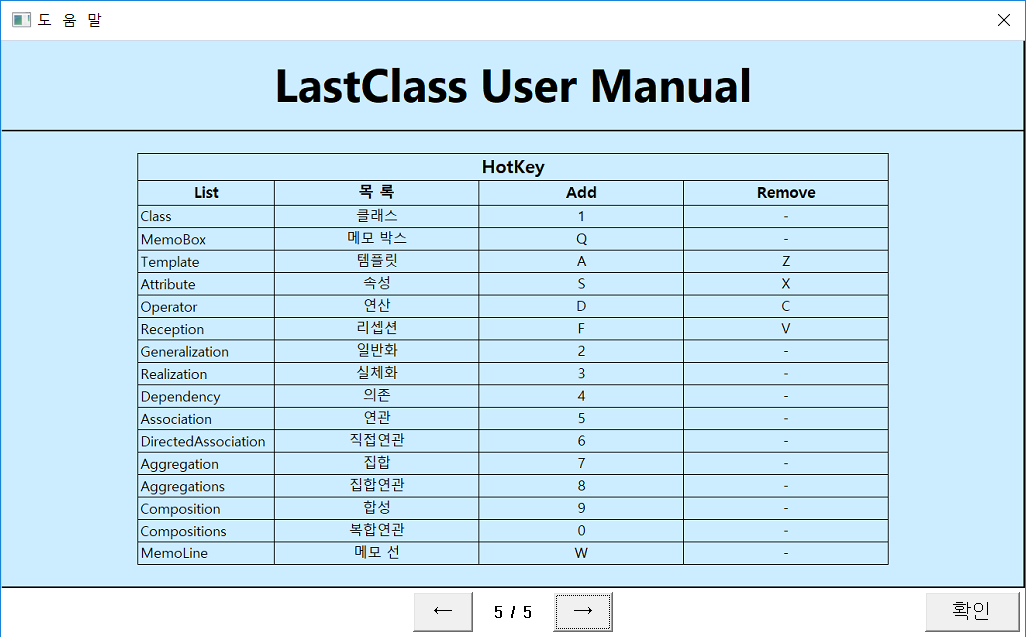 도 움 말
LastClass User Manual
HotKey
List 목 록 Add Remove
Class 클래스 1 -
MemoBox 메모 박스 Q -
Template 템플릿 A Z
Attribute 속성 S X
Operator 연산 D C
Reception 리셉션 F V
Generalization 일반화 2 -
Realization 실체화 3 -
Dependency 의존 4 -
Association 연관 5 -
DirectedAssociation 직접연관 6 -
Aggregation 집합 7 -
Aggregations 집합연관 8 -
Composition 합성 9 -
Compositions 복합연관 0 -
MemoLine 메모 선 W -
← 5 / 5 → 확인